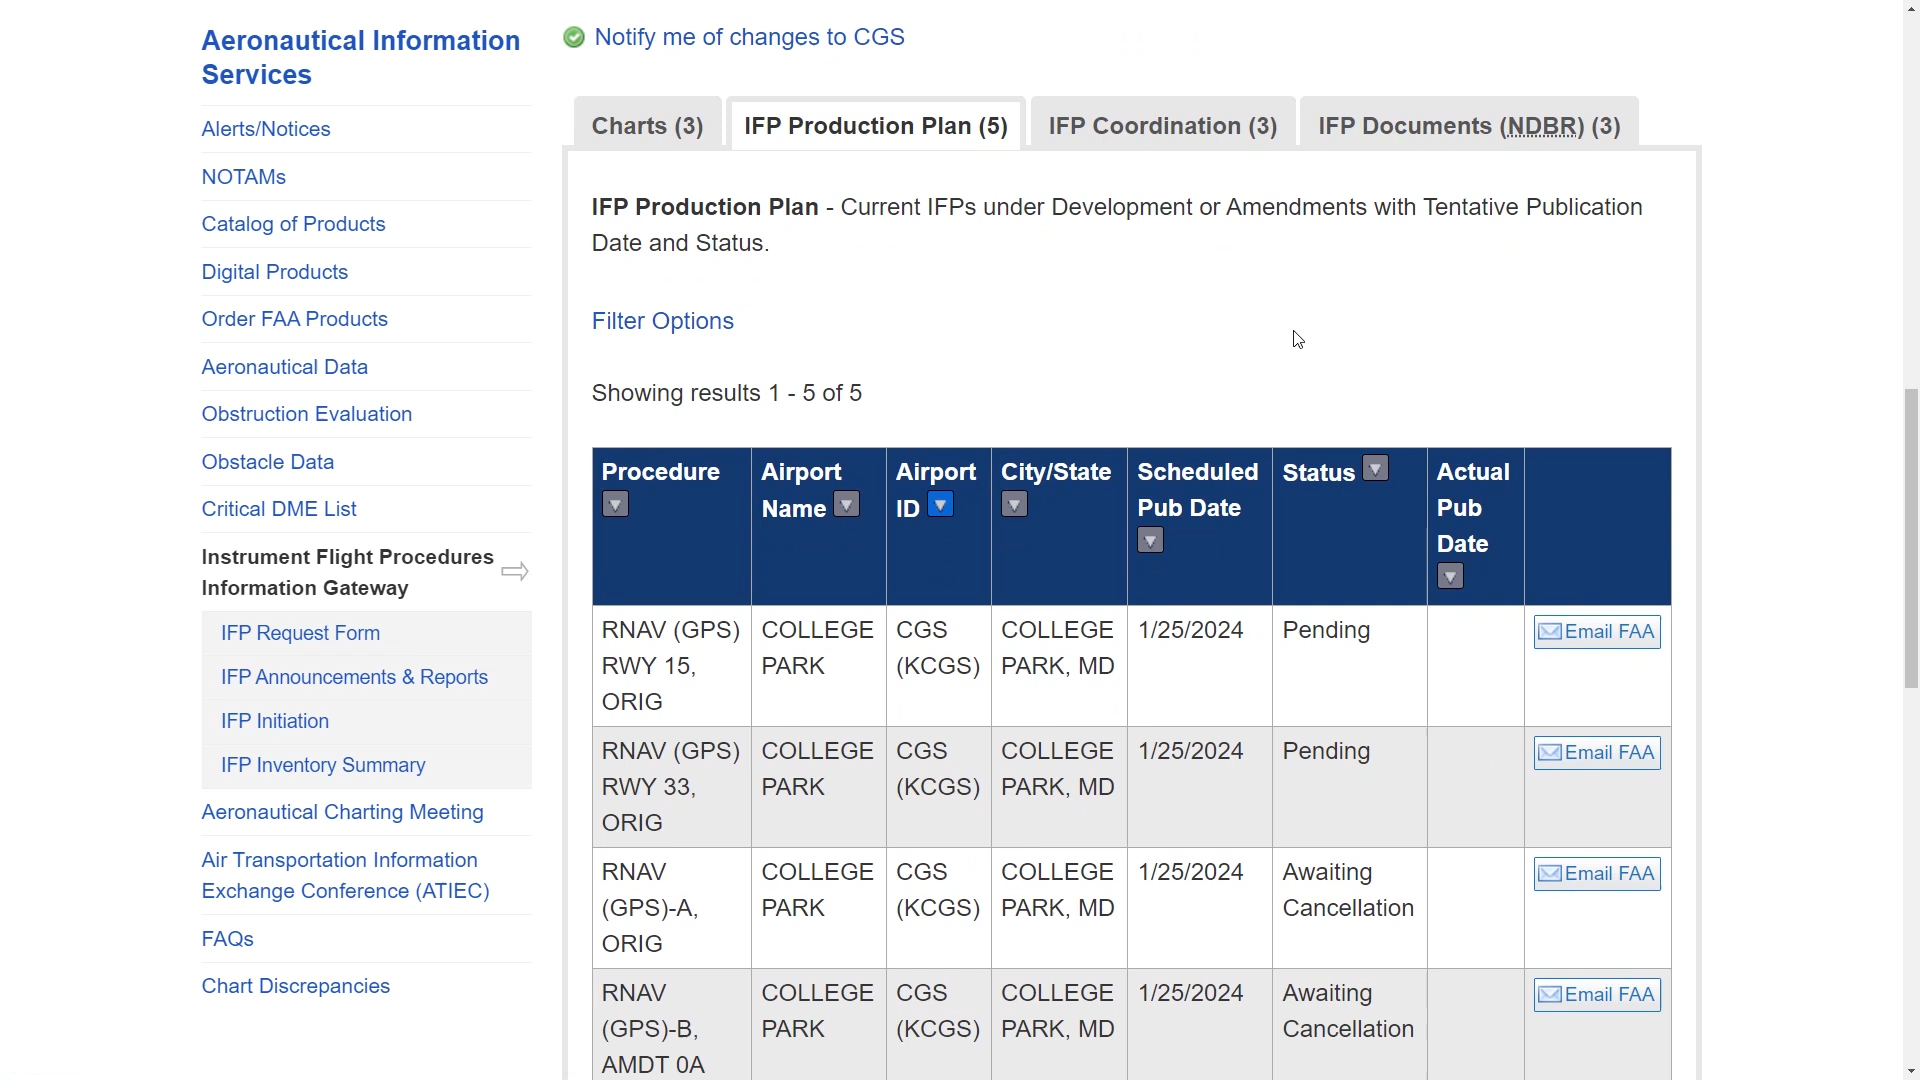 Aeronautical Information
Services
Alerts/Notices
NOTAMs
Catalog of Products
Digital Products
Order FAA Products
Aeronautical Data
Obstruction Evaluation
Obstacle Data
Critical DME List
Instrument Flight Procedures
Information Gateway
IFP Request Form
IFP Announcements & Reports
IFP Initiation
IFP Inventory Summary
Aeronautical Charting Meeting
Air Transportation Information
Exchange Conference (ATIEC)
FAQs
Chart Discrepancies
Notify me of changes to CGS
Charts (3)
IFP Production Plan (5)
IFP Coordination (3)
IFP Documents (NDBR) (3)
IFP Production Plan - Current IFPs under Development or Amendments with Tentative Publication
Date and Status.
Filter Options
Showing results 1 - 5 of 5
Procedure
Airport
Name
Airport
ID
City/State
Scheduled
Pub Date
Status
Actual
Pub
Date
RNAV (GPS)
RWY 15,
ORIG
COLLEGE
PARK
CGS
(KCGS)
COLLEGE
PARK, MD
1/25/2024
Pending
Email FAA
RNAV (GPS)
RWY 33,
ORIG
COLLEGE
PARK
CGS
(KCGS)
COLLEGE
PARK, MD
1/25/2024
Pending
Email FAA
RNAV
(GPS)-A,
ORIG
COLLEGE
PARK
CGS
(KCGS)
COLLEGE
PARK, MD
1/25/2024
Awaiting
Cancellation
Email FAA
RNAV
(GPS)-B,
AMDT 0A
COLLEGE
PARK
CGS
(KCGS)
COLLEGE
PARK, MD
1/25/2024
Awaiting
Cancellation
Email FAA